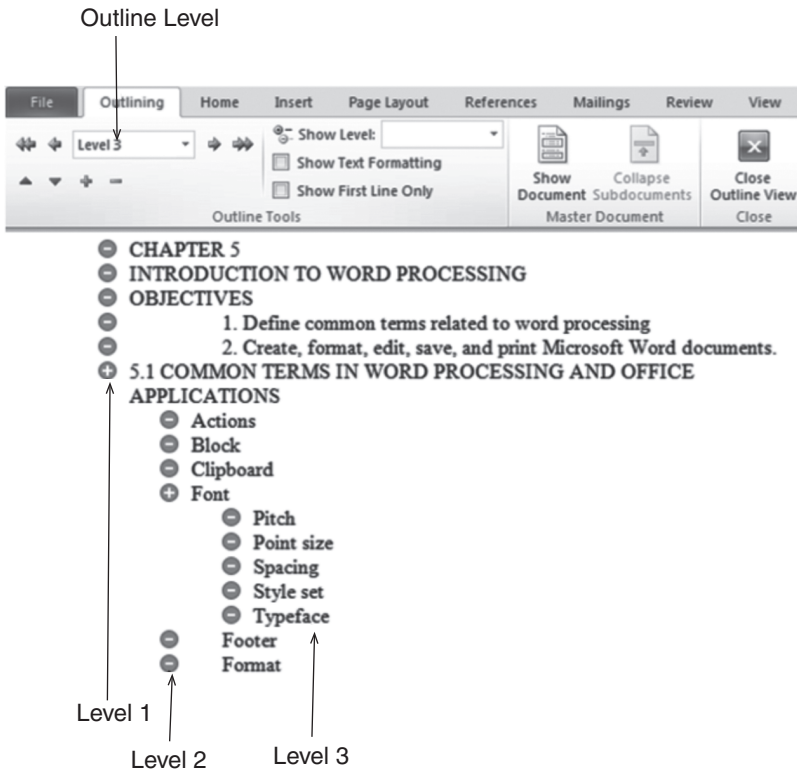 Outline Level
File Outlining Home Insert Page Layout References Mailings Review View
Level 3 Show Level:
Show Text Formatting
Show First Line Only
Show Document Collapse Subdocuments Close Outline View
Outline Tools Master Document Close
CHAPTER 5
INTRODUCTION TO WORD PROCESSING
OBJECTIVES
1. Define common terms related to word processing
2. Create, format, edit, save, and print Microsoft Word documents.
5.1 COMMON TERMS IN WORD PROCESSING AND OFFICE
APPLICATIONS
Actions
Block
Clipboard
Font
Pitch
Point size
Spacing
Style set
Typeface
Footer
Format
Level 1
Level 2
Level 3